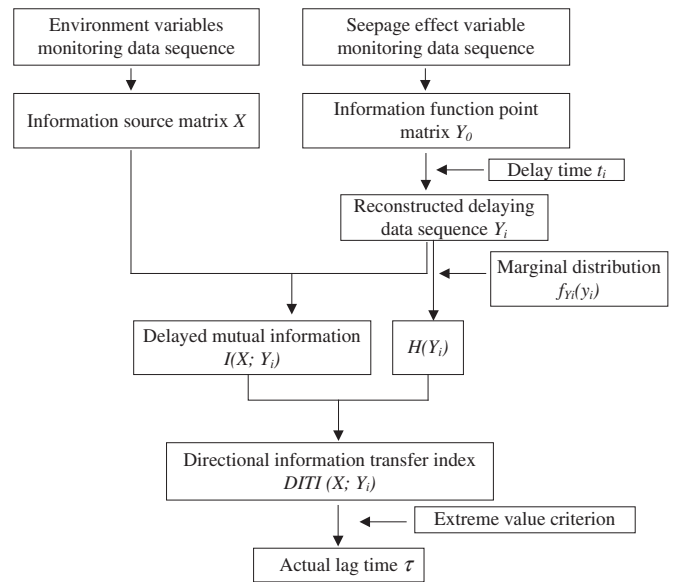 Environment variables
monitoring data sequence
Seepage effect variable
monitoring data sequence
Information source matrix X
Information function point
matrix Y₀
Delay time tᵢ
Reconstructed delaying
data sequence Yᵢ
Marginal distribution
f_Yi(yᵢ)
Delayed mutual information
I(X; Yᵢ)
H(Yᵢ)
Directional information transfer index
DITI (X; Yᵢ)
Extreme value criterion
Actual lag time τ